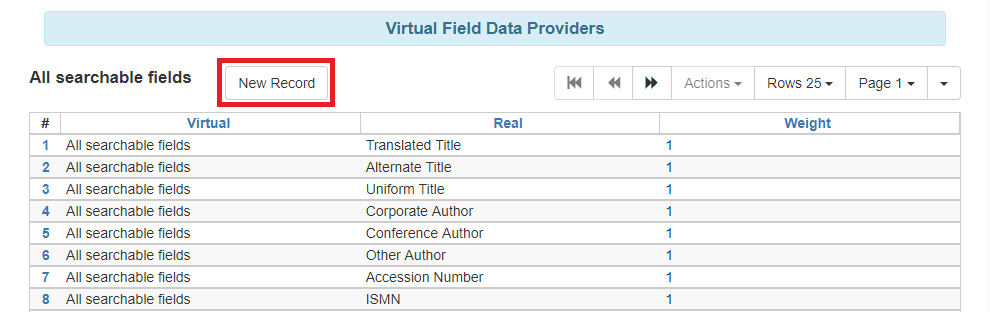 Virtual Field Data Providers
All searchable fields New Record Actions Rows 25 Page 1
# Virtual Real Weight
1 All searchable fields Translated Title 1
2 All searchable fields Alternate Title 1
3 All searchable fields Uniform Title 1
4 All searchable fields Corporate Author 1
5 All searchable fields Conference Author 1
6 All searchable fields Other Author 1
7 All searchable fields Accession Number 1
8 All searchable fields ISMN 1